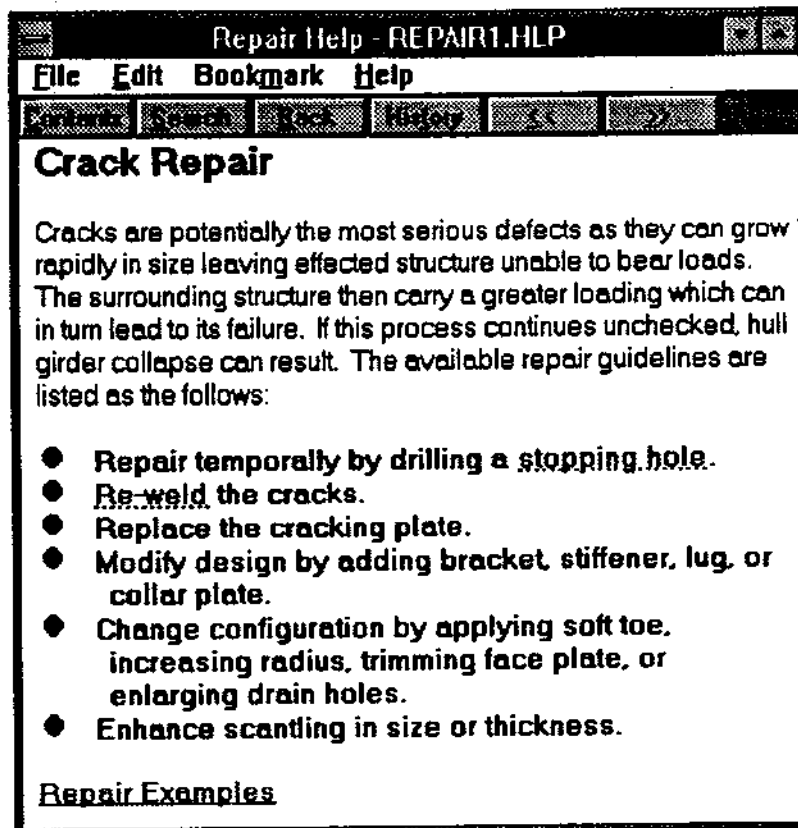 Repair Help - REPAIR1.HLP
File Edit Bookmark Help
Contents Search Back History << >>
Crack Repair
Cracks are potentially the most serious defects as they can grow
rapidly in size leaving effected structure unable to bear loads.
The surrounding structure then carry a greater loading which can
in turn lead to its failure. If this process continues unchecked, hull
girder collapse can result. The available repair guidelines are
listed as the follows:
● Repair temporally by drilling a stopping hole.
● Re-weld the cracks.
● Replace the cracking plate.
● Modify design by adding bracket, stiffener, lug, or
collar plate.
● Change configuration by applying soft toe,
increasing radius, trimming face plate, or
enlarging drain holes.
● Enhance scantling in size or thickness.
Repair Examples